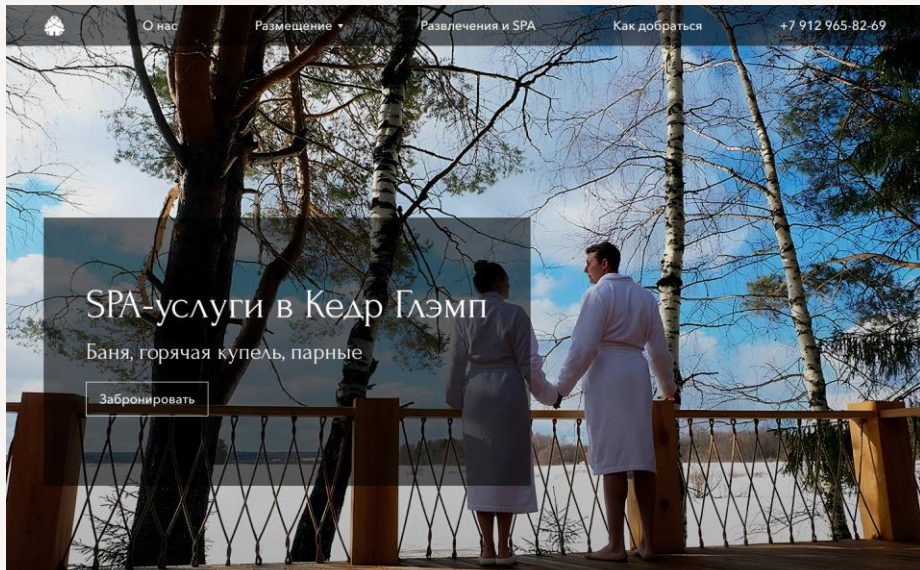 О нас Размещение ▾ Развлечения и SPA Как добраться +7 912 965-82-69
SPA-услуги в Кедр Глэмп
Баня, горячая купель, парные
Забронировать